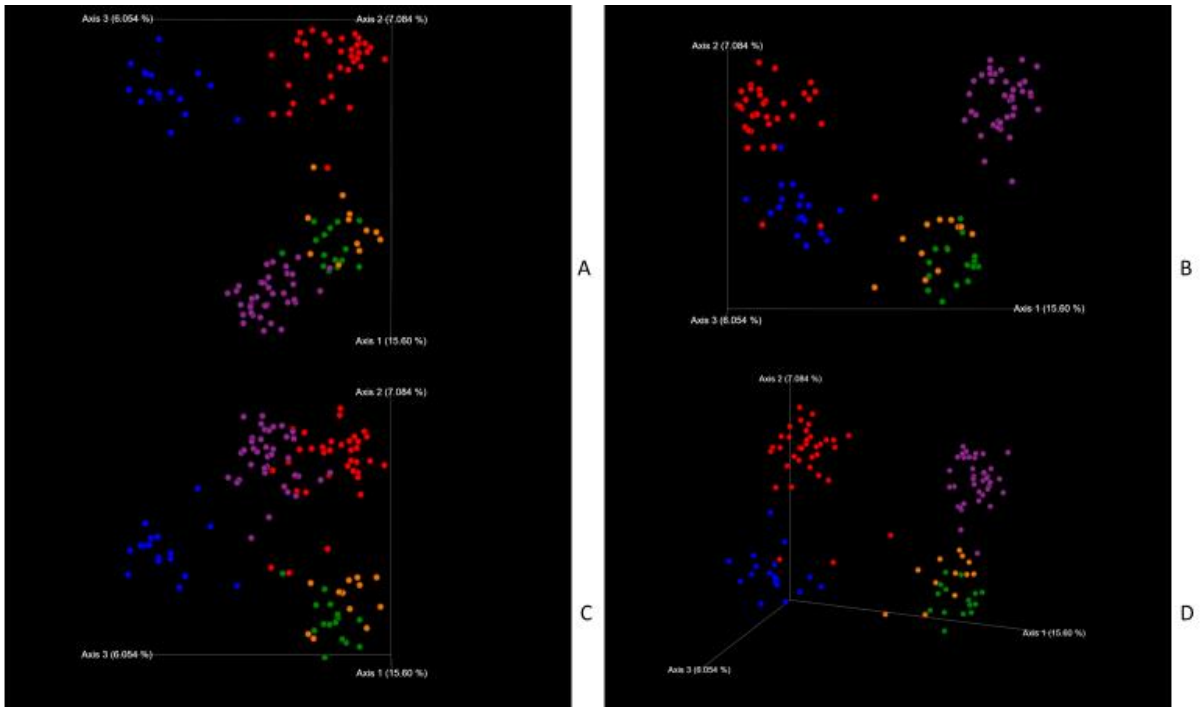 Axis 3 (6.054 %) Axis 2 (7.084 %)
Axis 1 (15.60 %)
A
Axis 2 (7.084 %)
Axis 3 (6.054 %) Axis 1 (15.60 %)
B
Axis 2 (7.084 %)
Axis 3 (6.054 %)
Axis 1 (15.60 %)
C
Axis 2 (7.084 %)
Axis 1 (15.60 %)
Axis 3 (6.054 %)
D